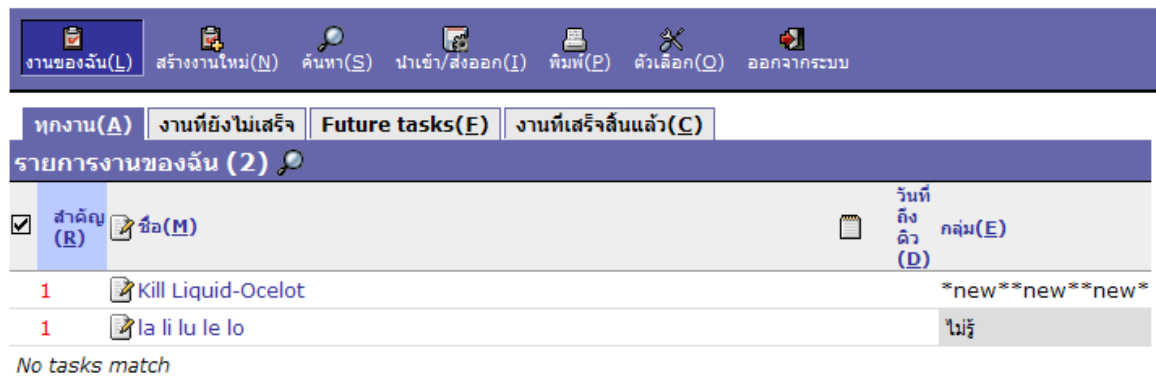 งานของฉัน(L) สร้างงานใหม่(N) ค้นหา(S) นำเข้า/ส่งออก(I) พิมพ์(P) ตัวเลือก(O) ออกจากระบบ
ทุกงาน(A) งานที่ยังไม่เสร็จ Future tasks(F) งานที่เสร็จสิ้นแล้ว(C)
รายการงานของฉัน (2)
สำคัญ(R) ชื่อ(M) วันที่ถึงดิว(D) กลุ่ม(E)
1 Kill Liquid-Ocelot *new**new**new*
1 la li lu le lo ไม่รู้
No tasks match